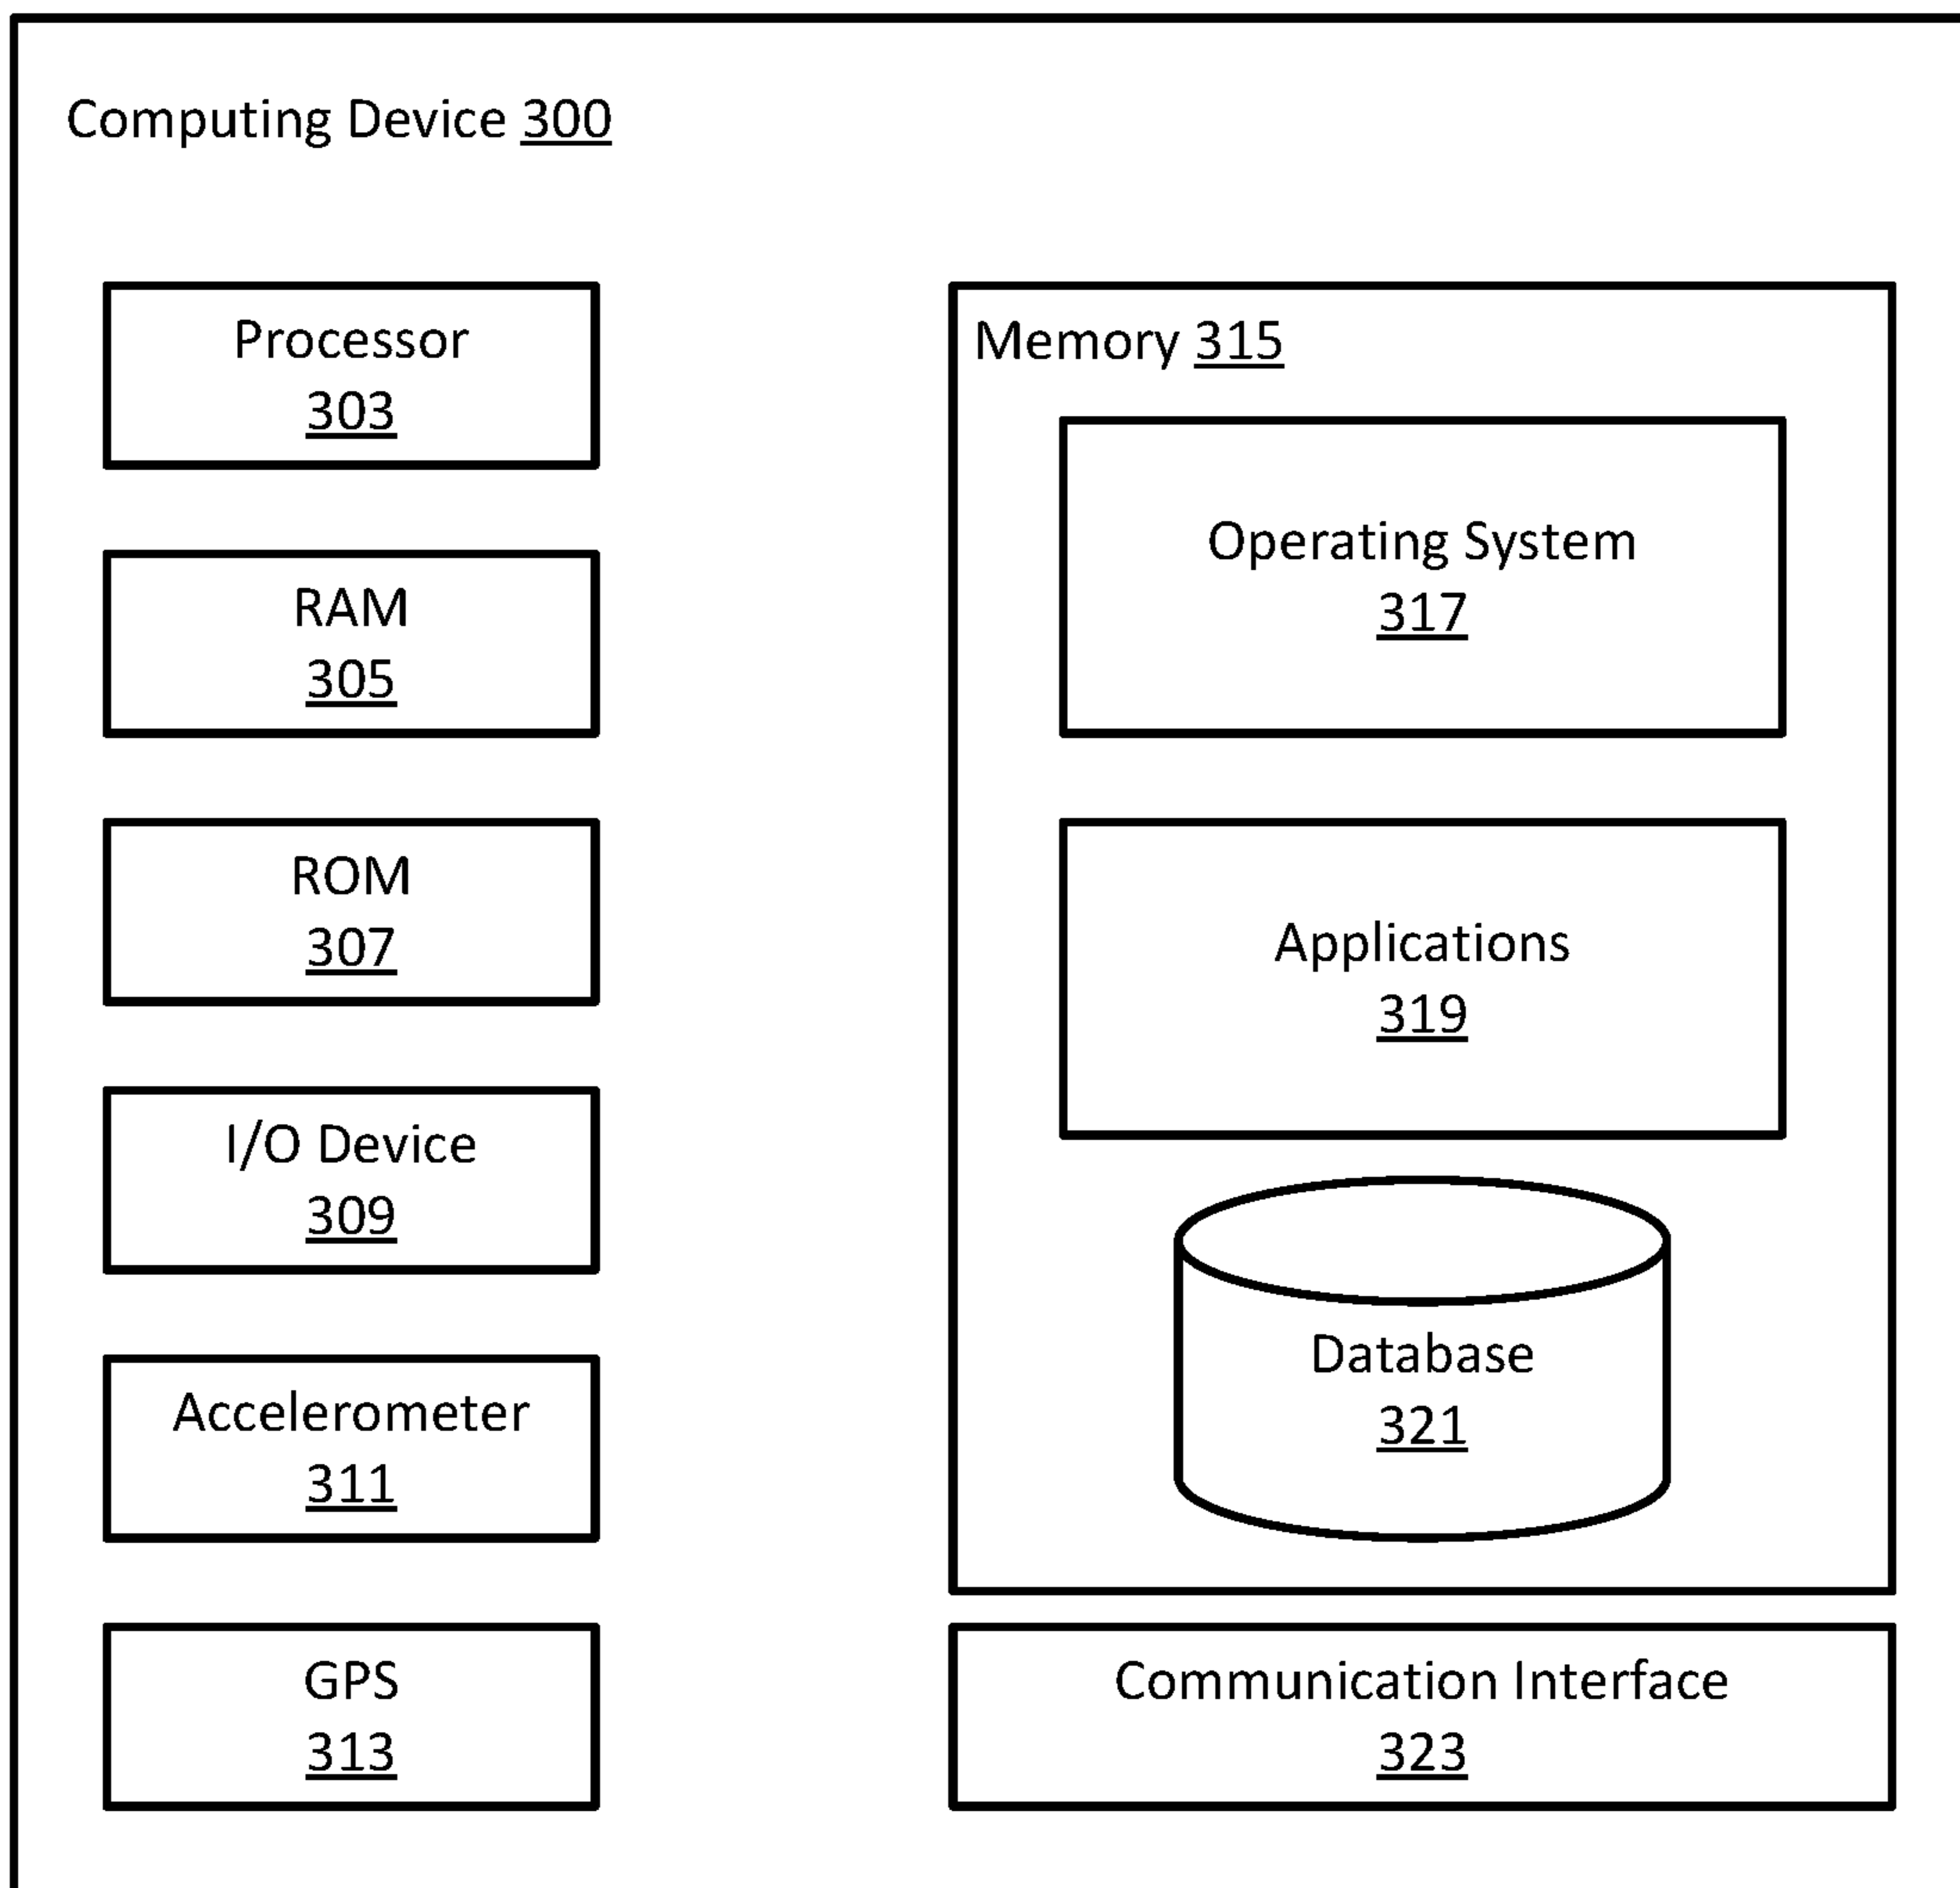 Computing Device 300
Processor
303
RAM
305
ROM
307
I/O Device
309
Accelerometer
311
GPS
313
Memory 315
Operating System
317
Applications
319
Database
321
Communication Interface
323